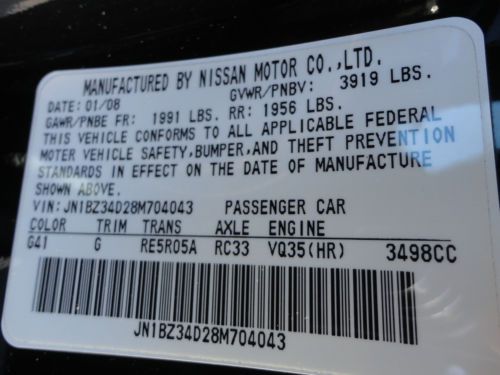 MANUFACTURED BY NISSAN MOTOR CO.,LTD.
DATE: 01/08 GVWR/PNBV: 3919 LBS.
GAWR/PNBE FR: 1991 LBS. RR: 1956 LBS.
THIS VEHICLE CONFORMS TO ALL APPLICABLE FEDERAL
MOTOR VEHICLE SAFETY,BUMPER,AND THEFT PREVENTION
STANDARDS IN EFFECT ON THE DATE OF MANUFACTURE
SHOWN ABOVE.
VIN:JN1BZ34D28M704043 PASSENGER CAR
COLOR TRIM TRANS AXLE ENGINE
G41 G RE5R05A RC33 VQ35(HR) 3498CC
JN1BZ34D28M704043